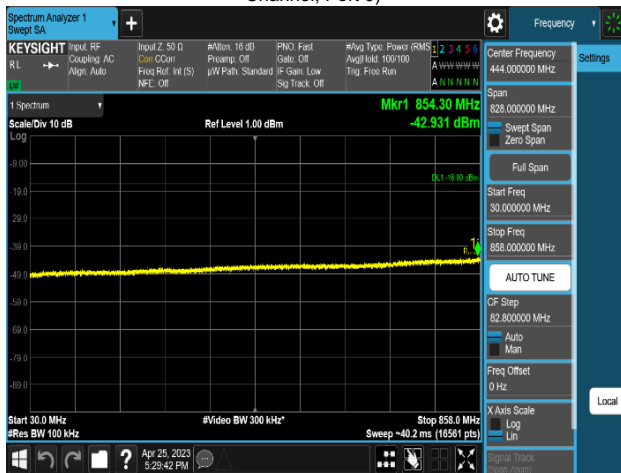 Channel, Port 0)
Spectrum Analyzer 1
Swept SA
Frequency
KEYSIGHT
RL
Input: RF
Coupling: AC
Align: Auto
Input Z: 50 Ω
Corr CCorr
Freq Ref: Int (S)
NFE: Off
#Atten: 16 dB
Preamp: Off
µW Path: Standard
PNO: Fast
Gate: Off
IF Gain: Low
Sig Track: Off
#Avg Type: Power (RMS
Avg|Hold: 100/100
Trig: Free Run
1 2 3 4 5 6
A W W W W W
A N N N N N
1 Spectrum
Scale/Div 10 dB
Log
Ref Level 1.00 dBm
Mkr1 854.30 MHz
-42.931 dBm
DL1 -16.00 dBm
-9.00
-19.0
-29.0
-39.0
-49.0
-59.0
-69.0
-79.0
-89.0
1
Start 30.0 MHz
#Res BW 100 kHz
#Video BW 300 kHz*
Stop 858.0 MHz
Sweep ~40.2 ms (16561 pts)
Apr 25, 2023
5:29:42 PM
Center Frequency
444.000000 MHz
Settings
Span
828.000000 MHz
Swept Span
Zero Span
Full Span
Start Freq
30.000000 MHz
Stop Freq
858.000000 MHz
AUTO TUNE
CF Step
82.800000 MHz
Auto
Man
Freq Offset
0 Hz
Local
X Axis Scale
Log
Lin
Signal Track
(Span Zoom)